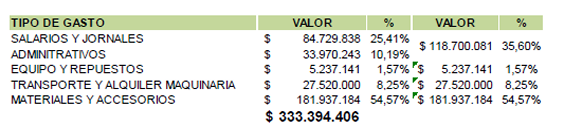 TIPO DE GASTO VALOR % VALOR %
SALARIOS Y JORNALES $ 84.729.838 25,41% $ 118.700.081 35,60%
ADMINITRATIVOS $ 33.970.243 10,19%
EQUIPO Y REPUESTOS $ 5.237.141 1,57% $ 5.237.141 1,57%
TRANSPORTE Y ALQUILER MAQUINARIA $ 27.520.000 8,25% $ 27.520.000 8,25%
MATERIALES Y ACCESORIOS $ 181.937.184 54,57% $ 181.937.184 54,57%
$ 333.394.406